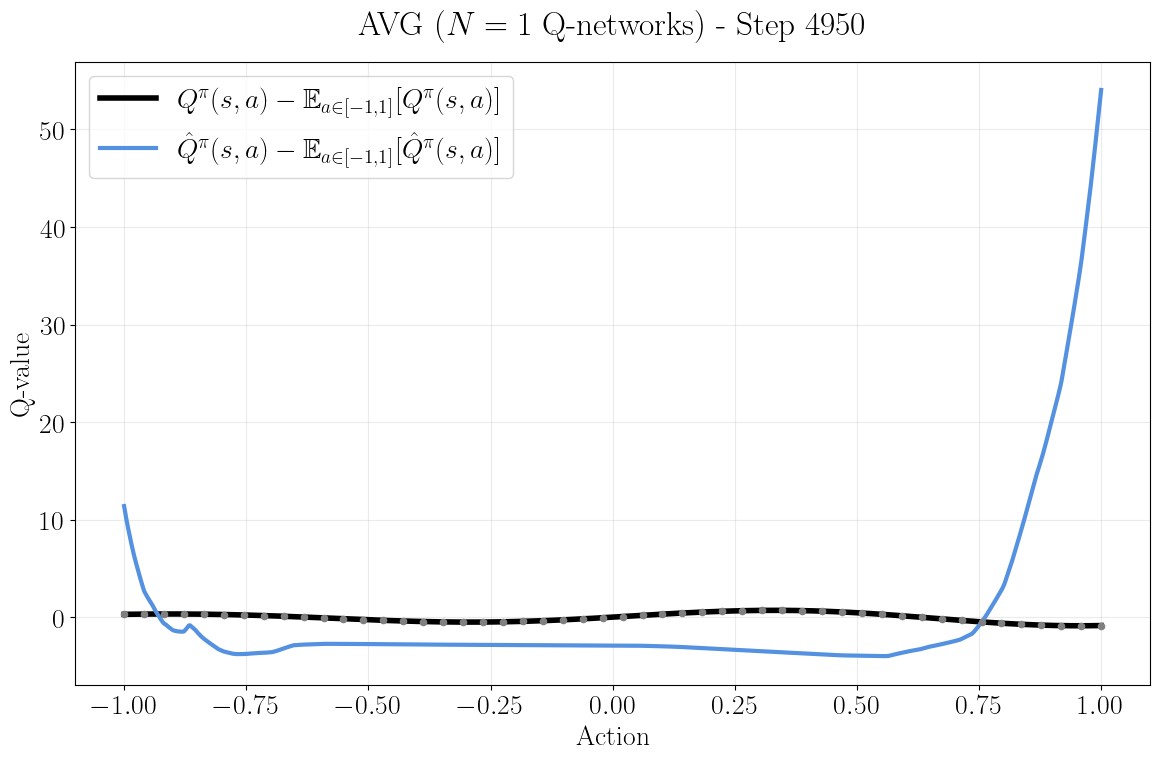 AVG (N = 1 Q-networks) - Step 4950
Q^π(s, a) − 𝔼_{a∈[−1,1]}[Q^π(s, a)]
Q̂^π(s, a) − 𝔼_{a∈[−1,1]}[Q̂^π(s, a)]
Q-value
50
40
30
20
10
0
−1.00 −0.75 −0.50 −0.25 0.00 0.25 0.50 0.75 1.00
Action